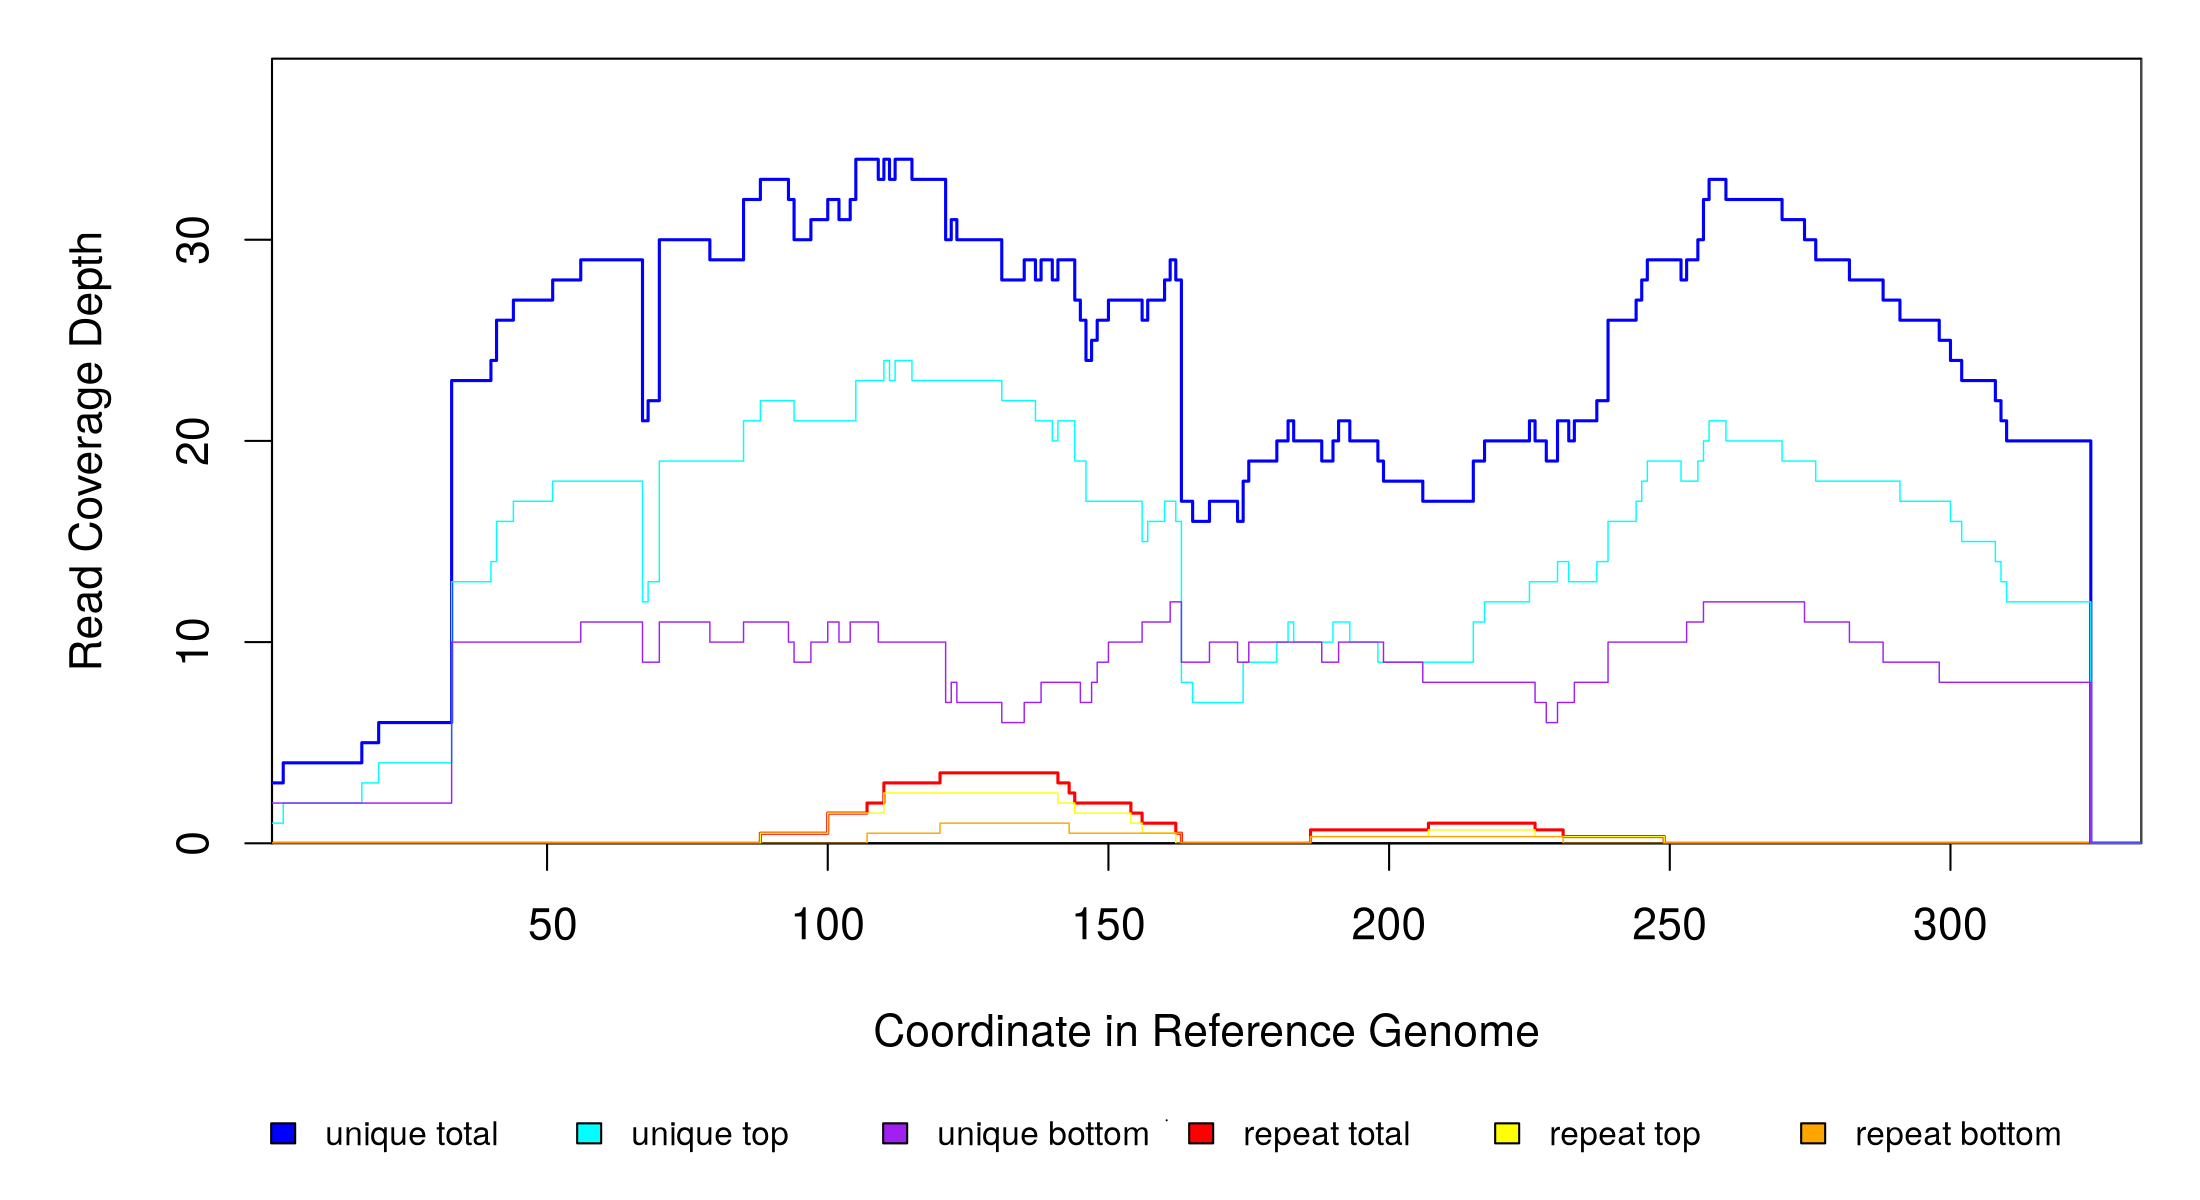 Read Coverage Depth
30
20
10
0
50 100 150 200 250 300
Coordinate in Reference Genome
unique total unique top unique bottom repeat total repeat top repeat bottom